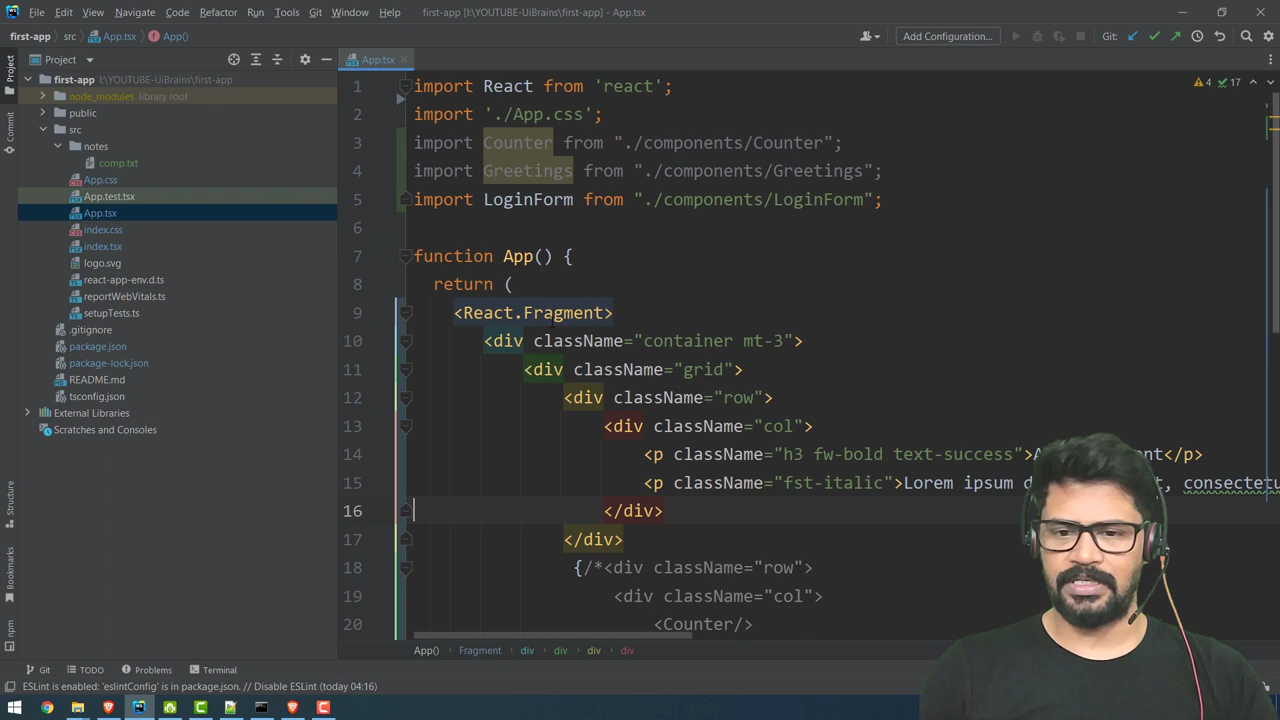 File Edit View Navigate Code Refactor Run Tools Git Window Help first-app [I:\YOUTUBE-UiBrains\first-app] - App.tsx
first-app src App.tsx App() Add Configuration... Git:
Project
App.tsx
first-app I:\YOUTUBE-UiBrains\first-app
node_modules library root
public
src
notes
comp.txt
App.css
App.test.tsx
App.tsx
index.css
index.tsx
logo.svg
react-app-env.d.ts
reportWebVitals.ts
setupTests.ts
.gitignore
package.json
package-lock.json
README.md
tsconfig.json
External Libraries
Scratches and Consoles
Project
Commit
Structure
Bookmarks
npm
4 17
1 import React from 'react';
2 import './App.css';
3 import Counter from "./components/Counter";
4 import Greetings from "./components/Greetings";
5 import LoginForm from "./components/LoginForm";
6
7 function App() {
8 return (
9 <React.Fragment>
10 <div className="container mt-3">
11 <div className="grid">
12 <div className="row">
13 <div className="col">
14 <p className="h3 fw-bold text-success"> </p>
15 <p className="fst-italic">Lorem ipsum , consectetu
16 </div>
17 </div>
18 {/*<div className="row">
19 <div className="col">
20 <Counter/>
App() Fragment div div div div
Git TODO Problems Terminal
ESLint is enabled: 'eslintConfig' is in package.json. // Disable ESLint (today 04:16)